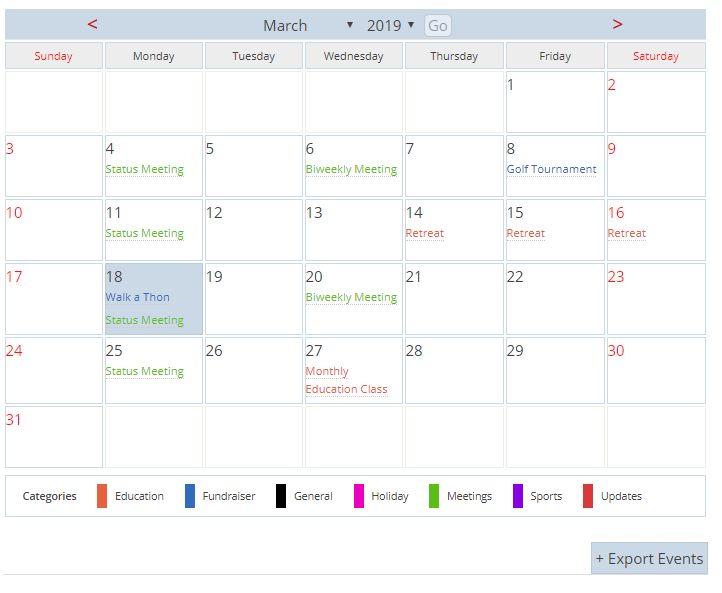 < March ▼ 2019 ▼ Go >
Sunday Monday Tuesday Wednesday Thursday Friday Saturday
1 2
3 4 5 6 7 8 9
Status Meeting Biweekly Meeting Golf Tournament
10 11 12 13 14 15 16
Status Meeting Retreat Retreat Retreat
17 18 19 20 21 22 23
Walk a Thon Biweekly Meeting
Status Meeting
24 25 26 27 28 29 30
Status Meeting Monthly
Education Class
31
Categories Education Fundraiser General Holiday Meetings Sports Updates
+ Export Events